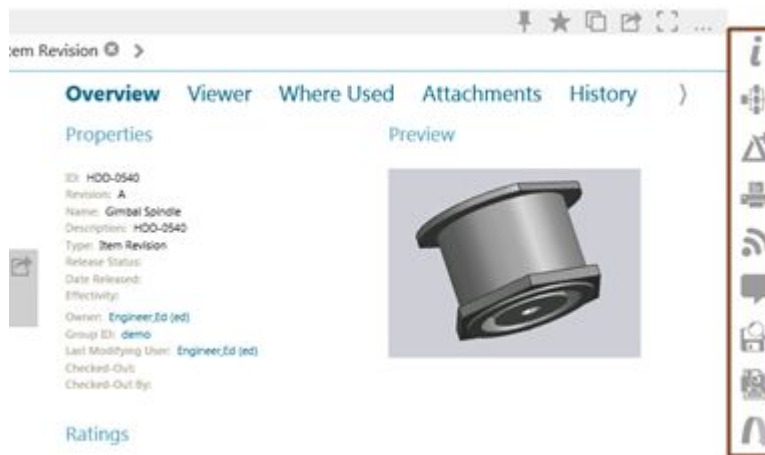 ...
tem Revision
Overview Viewer Where Used Attachments History
Properties
Preview
ID: HDD-0540
Revision: A
Name: Gimbal Spindle
Description: HDD-0540
Type: Item Revision
Release Status:
Date Released:
Effectivity:
Owner: Engineer,Ed (ed)
Group ID: demo
Last Modifying User: Engineer,Ed (ed)
Checked-Out:
Checked-Out By:
Ratings